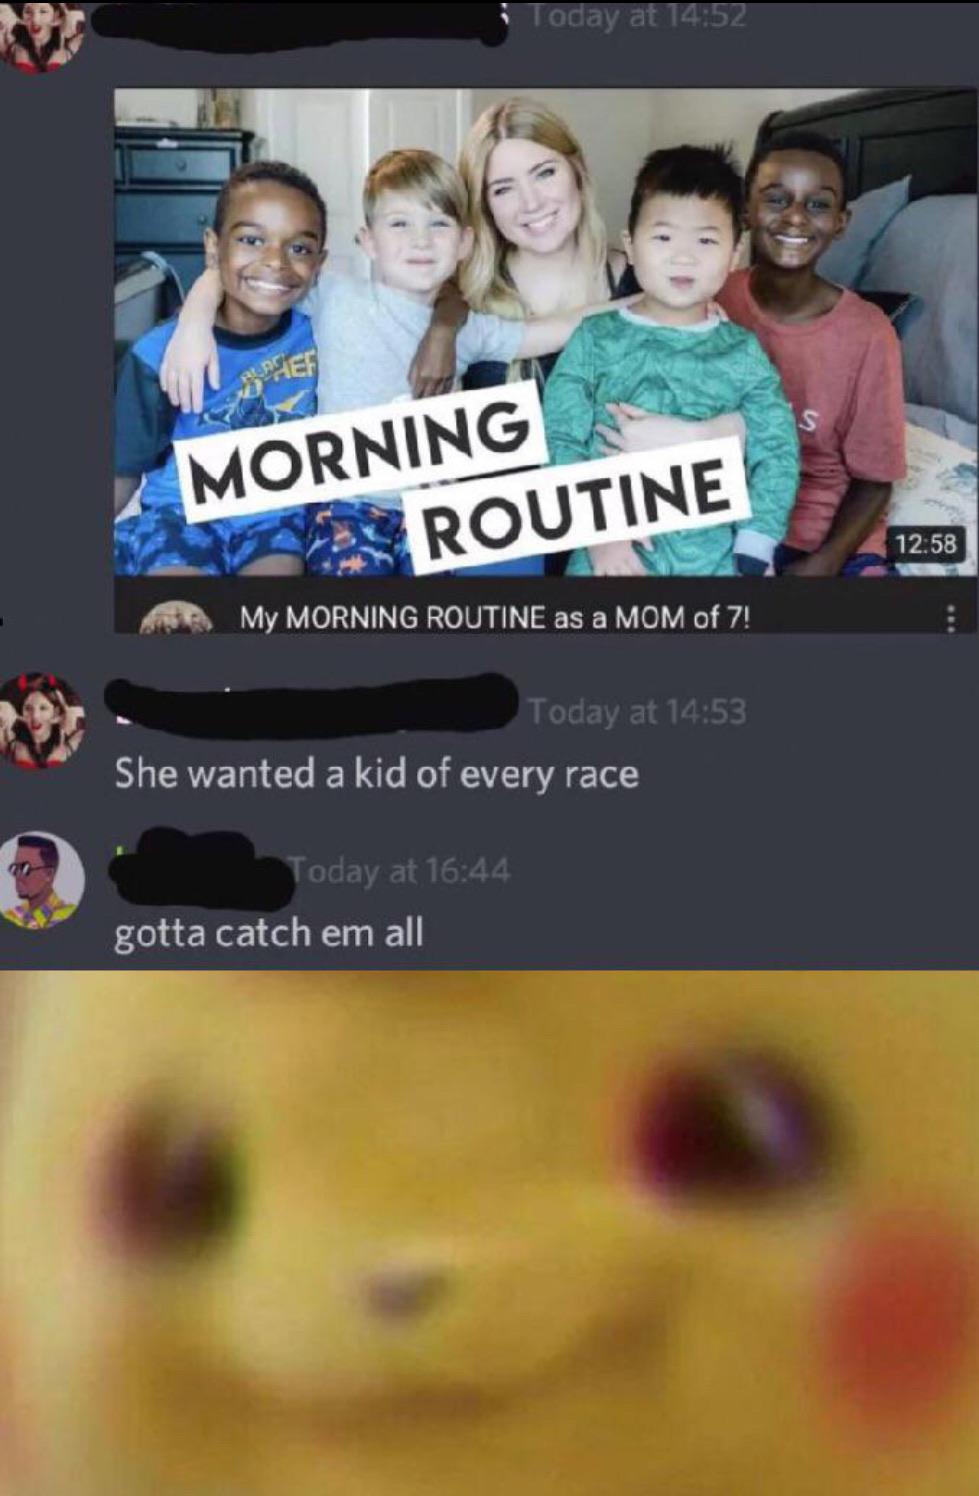 Today at 14:52
MORNING
ROUTINE
12:58
My MORNING ROUTINE as a MOM of 7!
Today at 14:53
She wanted a kid of every race
Today at 16:44
gotta catch em all